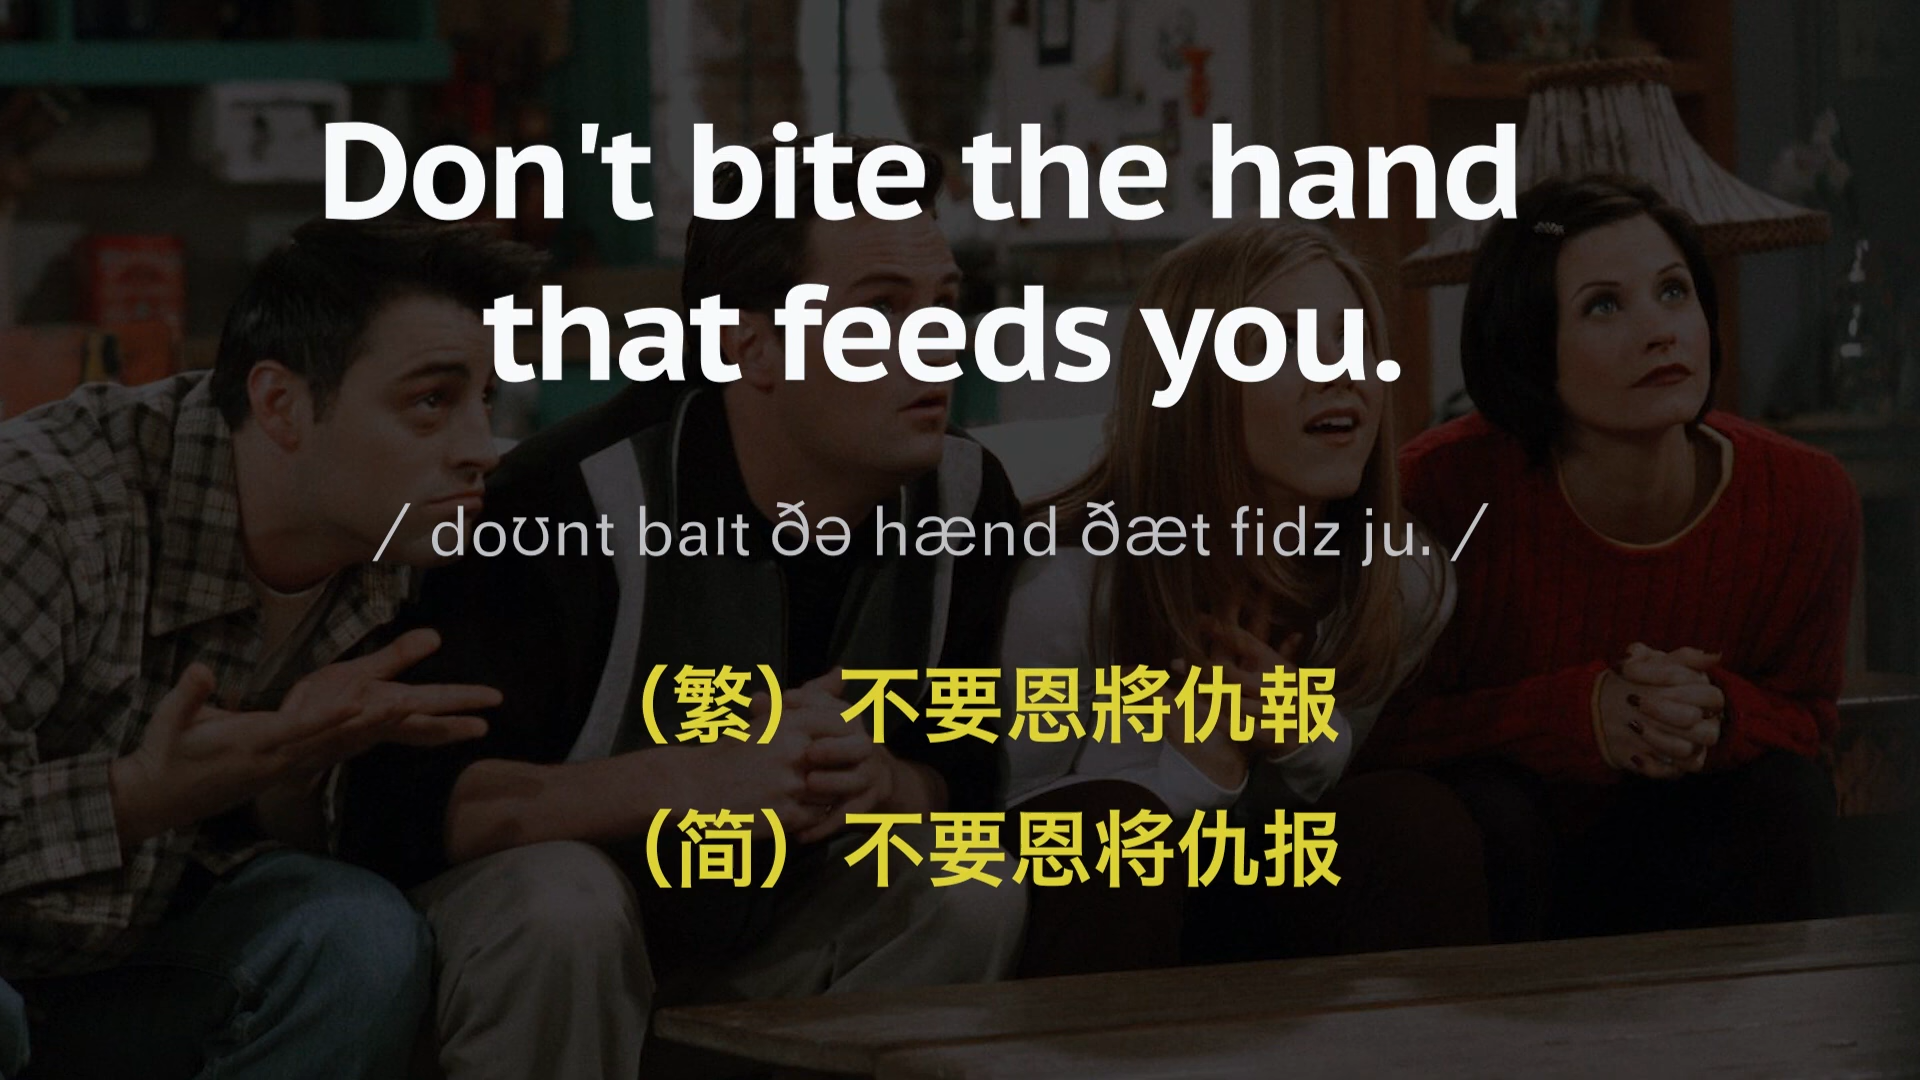 Don't bite the hand
that feeds you.
/ doʊnt baɪt ðə hænd ðæt fidz ju. /
（繁）不要恩將仇報
（简）不要恩将仇报